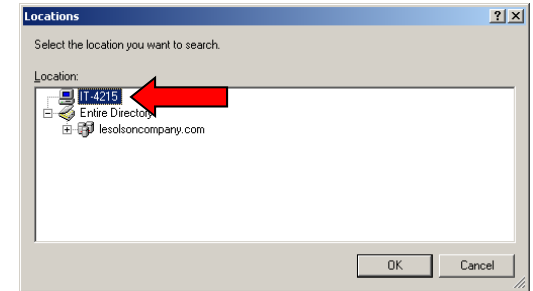 Locations
Select the location you want to search.
Location:
IT-4215
Entire Directory
lesolsoncompany.com
OK
Cancel